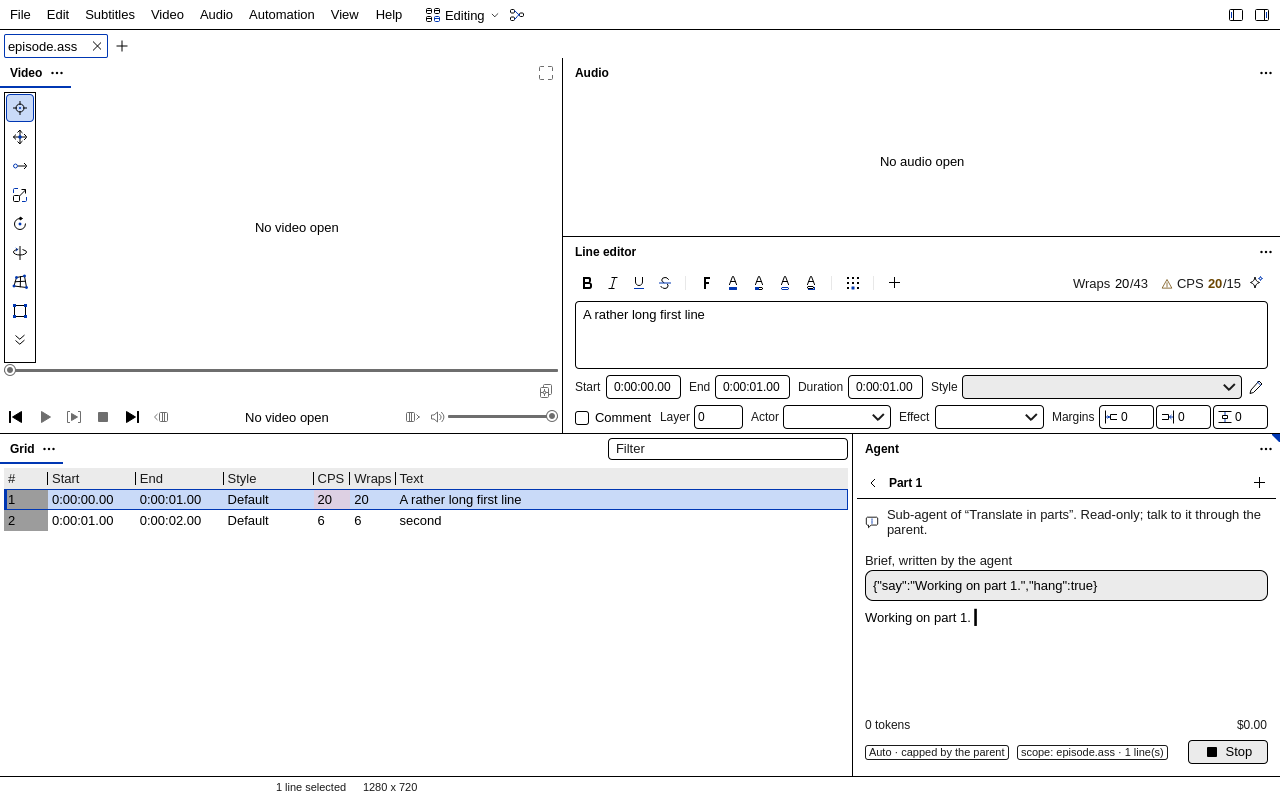 File Edit Subtitles Video Audio Automation View Help Editing
episode.ass
Video
No video open
No video open
Audio
No audio open
Line editor
B I U S F A A A A Wraps 20/43 CPS 20/15
A rather long first line
Start 0:00:00.00 End 0:00:01.00 Duration 0:00:01.00 Style
Comment Layer 0 Actor Effect Margins 0 0 0
Grid Filter
# Start End Style CPS Wraps Text
1 0:00:00.00 0:00:01.00 Default 20 20 A rather long first line
2 0:00:01.00 0:00:02.00 Default 6 6 second
Agent
Part 1
Sub-agent of “Translate in parts”. Read-only; talk to it through the
parent.
Brief, written by the agent
{"say":"Working on part 1.","hang":true}
Working on part 1.
0 tokens $0.00
Auto · capped by the parent scope: episode.ass · 1 line(s) Stop
1 line selected 1280 x 720